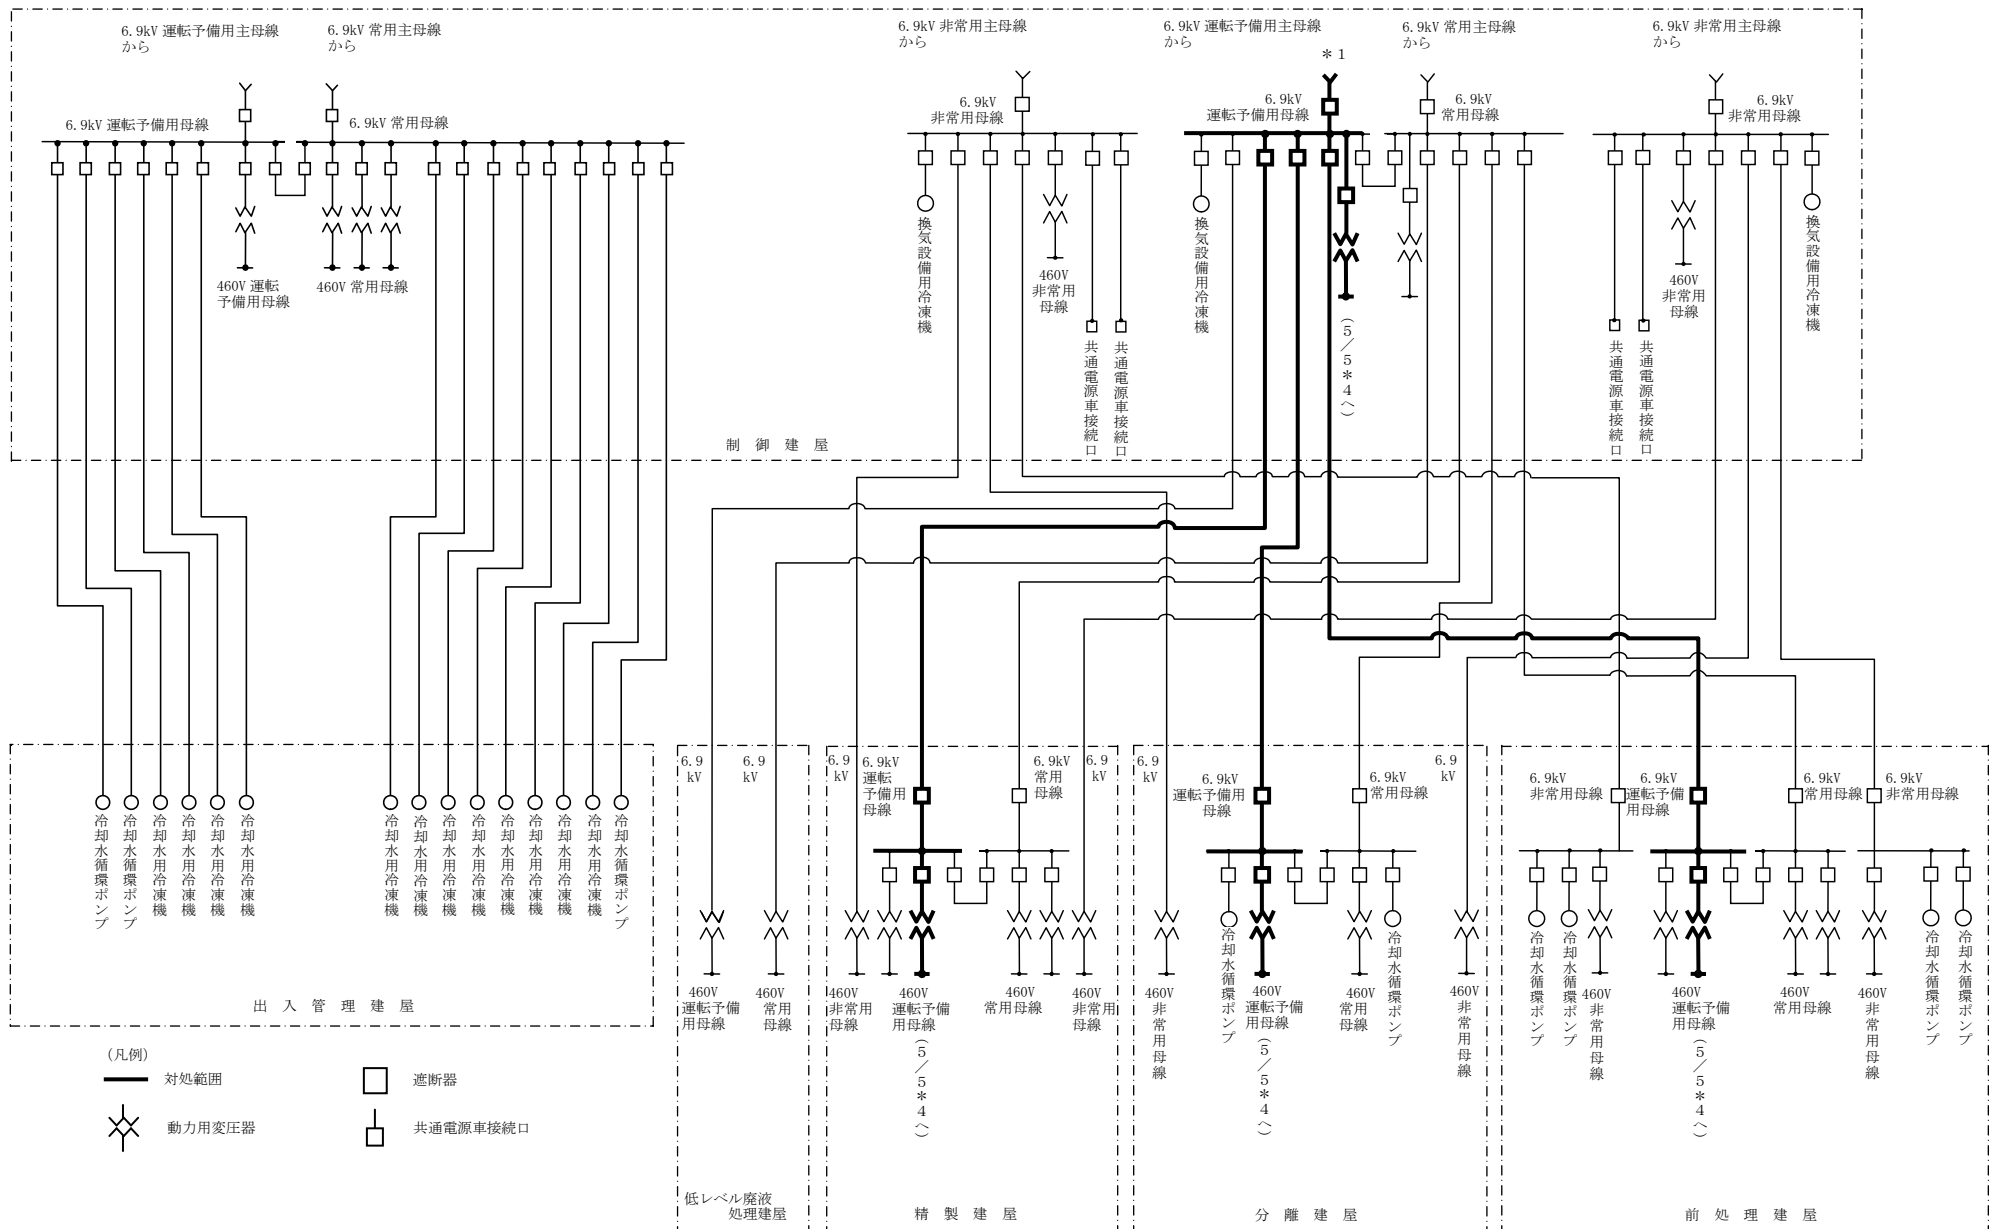 6.9kV 運転予備用主母線
から
6.9kV 常用主母線
から
6.9kV 非常用主母線
から
6.9kV 運転予備用主母線
から
6.9kV 常用主母線
から
6.9kV 非常用主母線
から
＊1
6.9kV 運転予備用母線
6.9kV 常用母線
6.9kV
非常用母線
6.9kV
運転予備用母線
6.9kV
常用母線
6.9kV
非常用母線
460V 運転
予備用母線
460V 常用母線
換気設備用冷凍機
460V
非常用
母線
共通電源車接続口
共通電源車接続口
換気設備用冷凍機
（5／5＊4へ）
共通電源車接続口
共通電源車接続口
460V
非常用
母線
換気設備用冷凍機
制御建屋
冷却水循環ポンプ
冷却水循環ポンプ
冷却水用冷凍機
冷却水用冷凍機
冷却水用冷凍機
冷却水用冷凍機
冷却水用冷凍機
冷却水用冷凍機
冷却水用冷凍機
冷却水用冷凍機
冷却水用冷凍機
冷却水用冷凍機
冷却水用冷凍機
冷却水用冷凍機
冷却水循環ポンプ
出入管理建屋
6.9
kV
6.9
kV
460V
運転予備
用母線
460V
常用
母線
低レベル廃液
処理建屋
6.9
kV
6.9kV
運転
予備用
母線
6.9kV
常用
母線
6.9
kV
460V
非常用
母線
460V
運転予備
用母線
（5／5＊4へ）
460V
常用母線
460V
非常用
母線
精製建屋
6.9
kV
6.9kV
運転予備用
母線
6.9kV
常用母線
6.9
kV
460V
非常用母線
冷却水循環ポンプ
460V
運転予備
用母線
（5／5＊4へ）
460V
常用
母線
冷却水循環ポンプ
460V
非常用母線
分離建屋
6.9kV
非常用母線
6.9kV
運転予備
用母線
6.9kV
常用母線
6.9kV
非常用母線
冷却水循環ポンプ
冷却水循環ポンプ
460V
非常用母線
460V
運転予備
用母線
（5／5＊4へ）
460V
常用母線
460V
非常用母線
冷却水循環ポンプ
冷却水循環ポンプ
前処理建屋
（凡例）
対処範囲
遮断器
動力用変圧器
共通電源車接続口